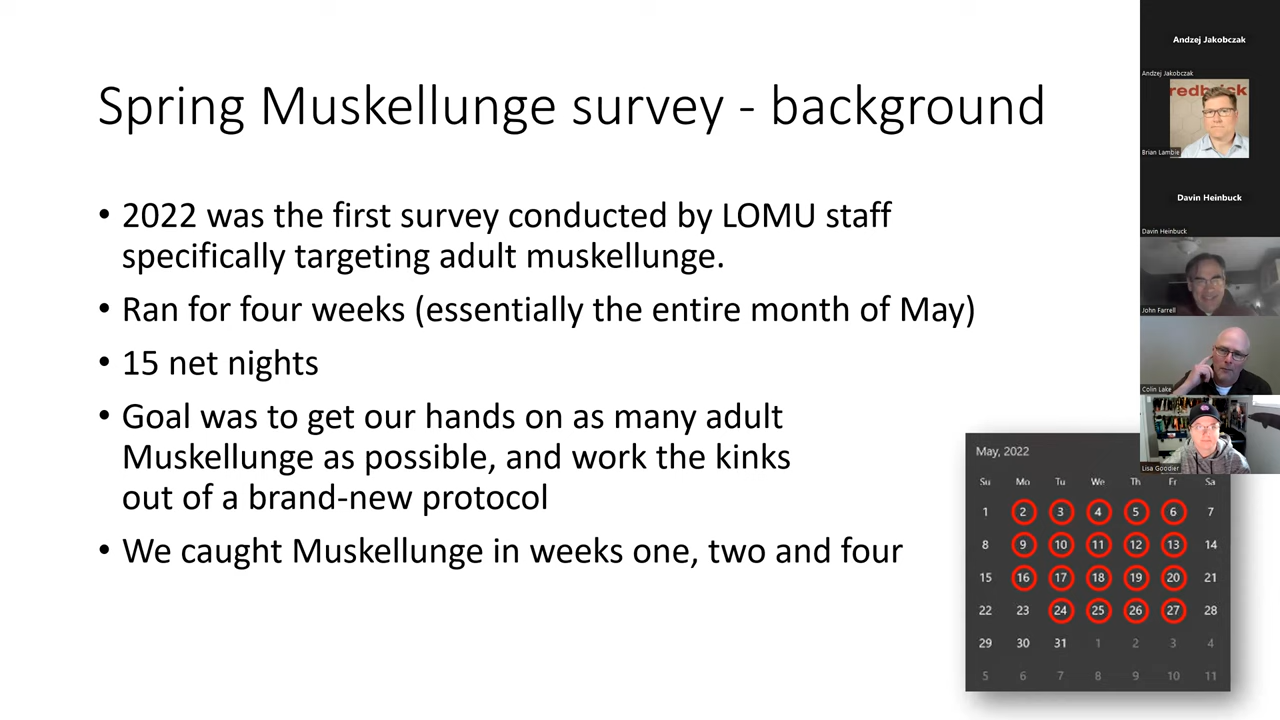 Spring Muskellunge survey - background
• 2022 was the first survey conducted by LOMU staff
specifically targeting adult muskellunge.
• Ran for four weeks (essentially the entire month of May)
• 15 net nights
• Goal was to get our hands on as many adult
Muskellunge as possible, and work the kinks
out of a brand-new protocol
• We caught Muskellunge in weeks one, two and four
May, 2022
Su Mo Tu We Th Fr Sa
1 2 3 4 5 6 7
8 9 10 11 12 13 14
15 16 17 18 19 20 21
22 23 24 25 26 27 28
29 30 31 1 2 3 4
5 6 7 8 9 10 11
Andzej Jakobczak
Andzej Jakobczak
Brian Lambie
Davin Heinbuck
Davin Heinbuck
John Farrell
Colin Lake
Lisa Goodier